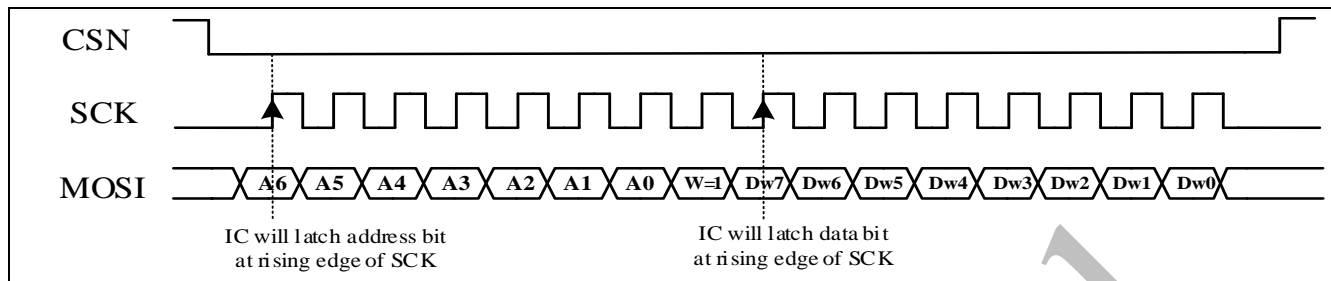 CSN
SCK
MOSI A6 A5 A4 A3 A2 A1 A0 W=1 Dw7 Dw6 Dw5 Dw4 Dw3 Dw2 Dw1 Dw0
IC will latch address bit
at rising edge of SCK
IC will latch data bit
at rising edge of SCK